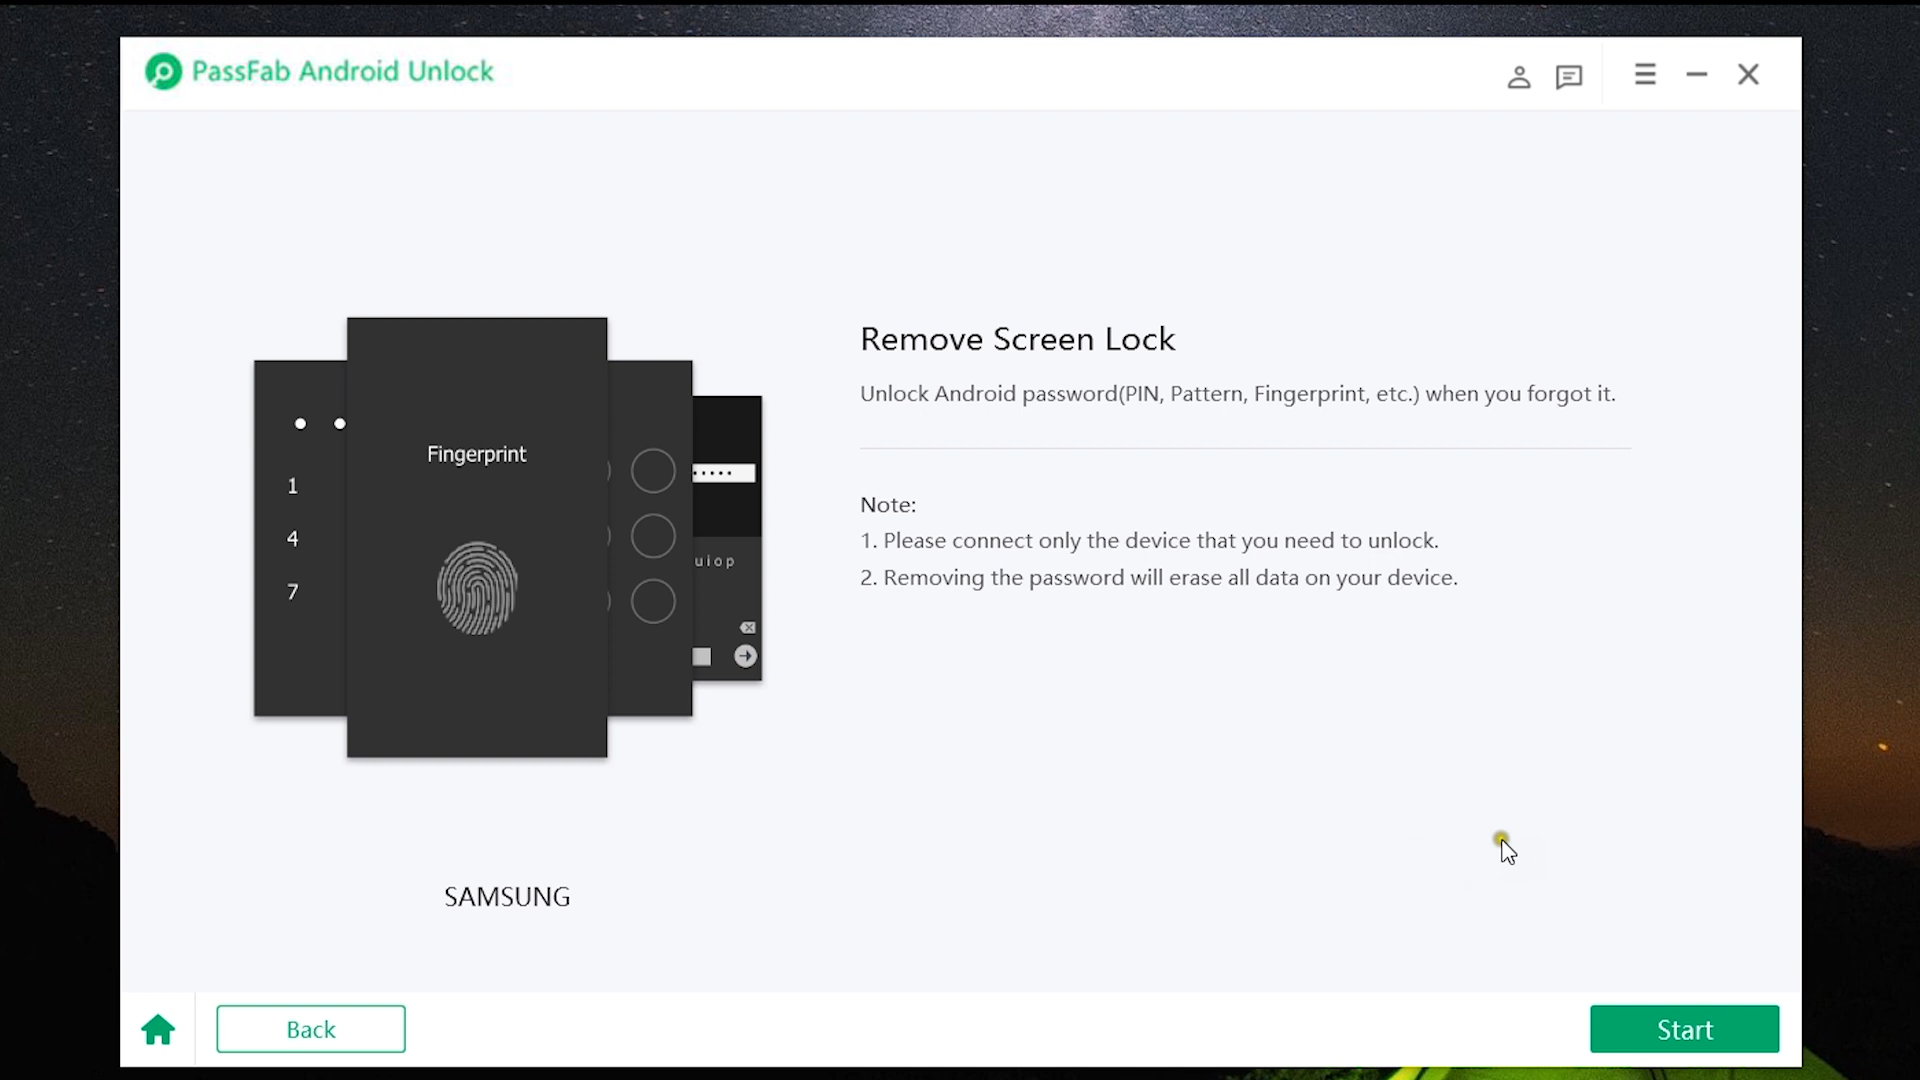 PassFab Android Unlock
1
4
7
Fingerprint
uiop
SAMSUNG
Remove Screen Lock
Unlock Android password(PIN, Pattern, Fingerprint, etc.) when you forgot it.
Note:
1. Please connect only the device that you need to unlock.
2. Removing the password will erase all data on your device.
Back
Start